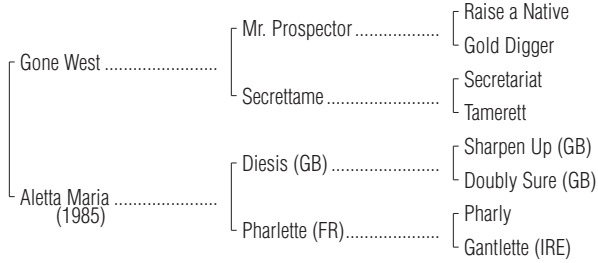 Raise a Native
Mr. Prospector ...................
Gold Digger
Gone West .........................
Secretariat
Secrettame .........................
Tamerett
Sharpen Up (GB)
Diesis (GB) ........................
Doubly Sure (GB)
Aletta Maria .......................
(1985)
Pharly
Pharlette (FR).....................
Gantlette (IRE)